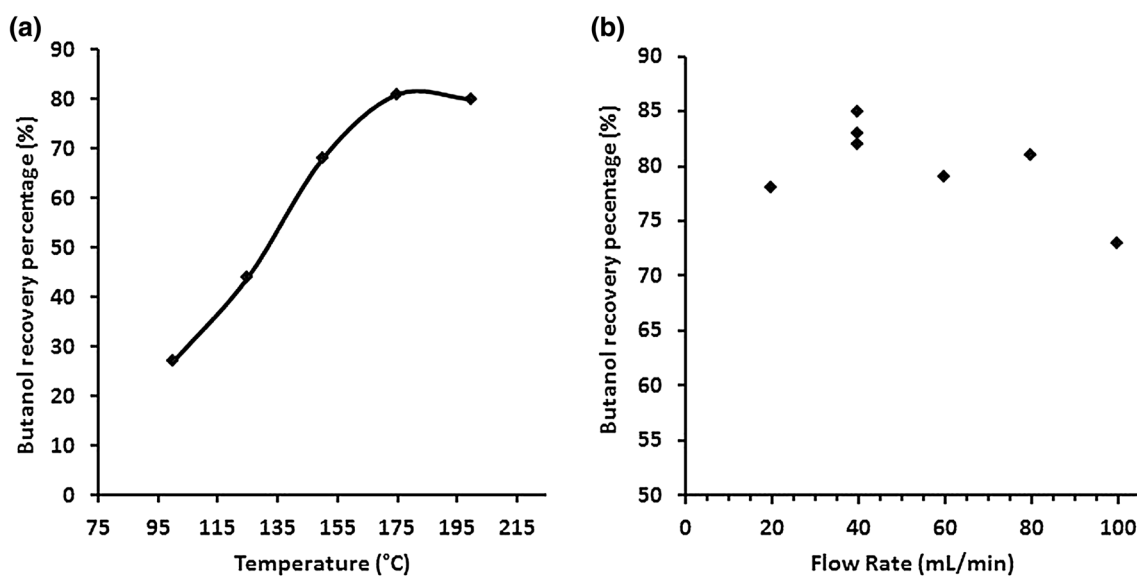 (a)
Butanol recovery percentage (%)
90
80
70
60
50
40
30
20
10
0
75 95 115 135 155 175 195 215
Temperature (°C)
(b)
Butanol recovery pecentage (%)
90
85
80
75
70
65
60
55
50
0 20 40 60 80 100
Flow Rate (mL/min)